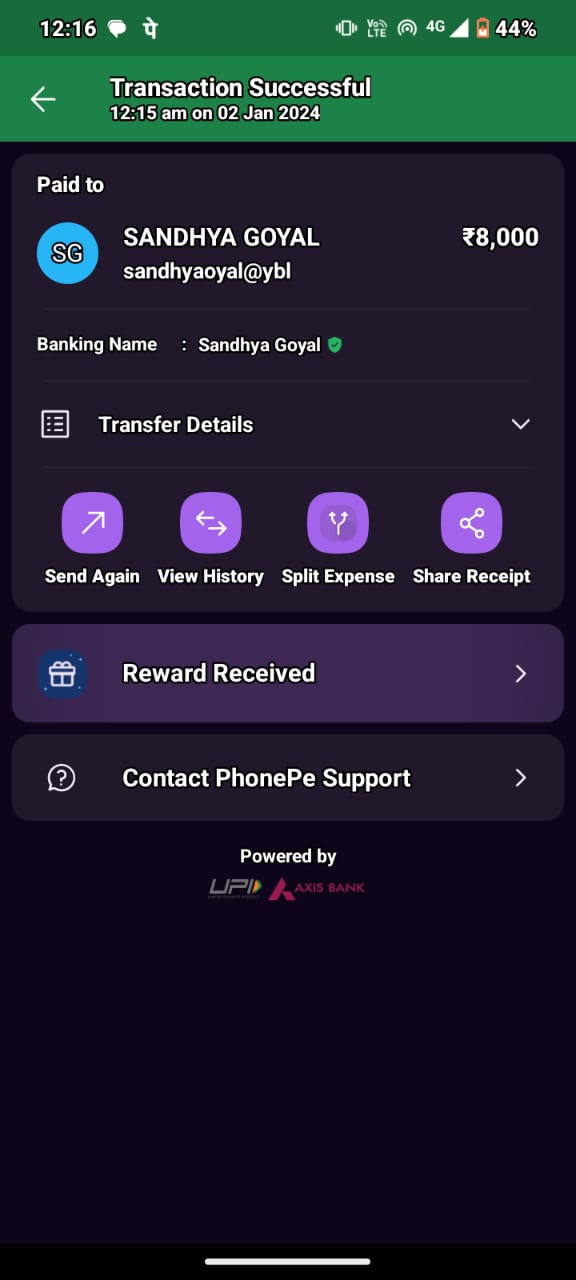 12:16 पे VoLTE 4G 44%
Transaction Successful
12:15 am on 02 Jan 2024
Paid to
SG SANDHYA GOYAL ₹8,000
sandhyaoyal@ybl
Banking Name : Sandhya Goyal
Transfer Details
Send Again View History Split Expense Share Receipt
Reward Received
Contact PhonePe Support
Powered by
UPI AXIS BANK